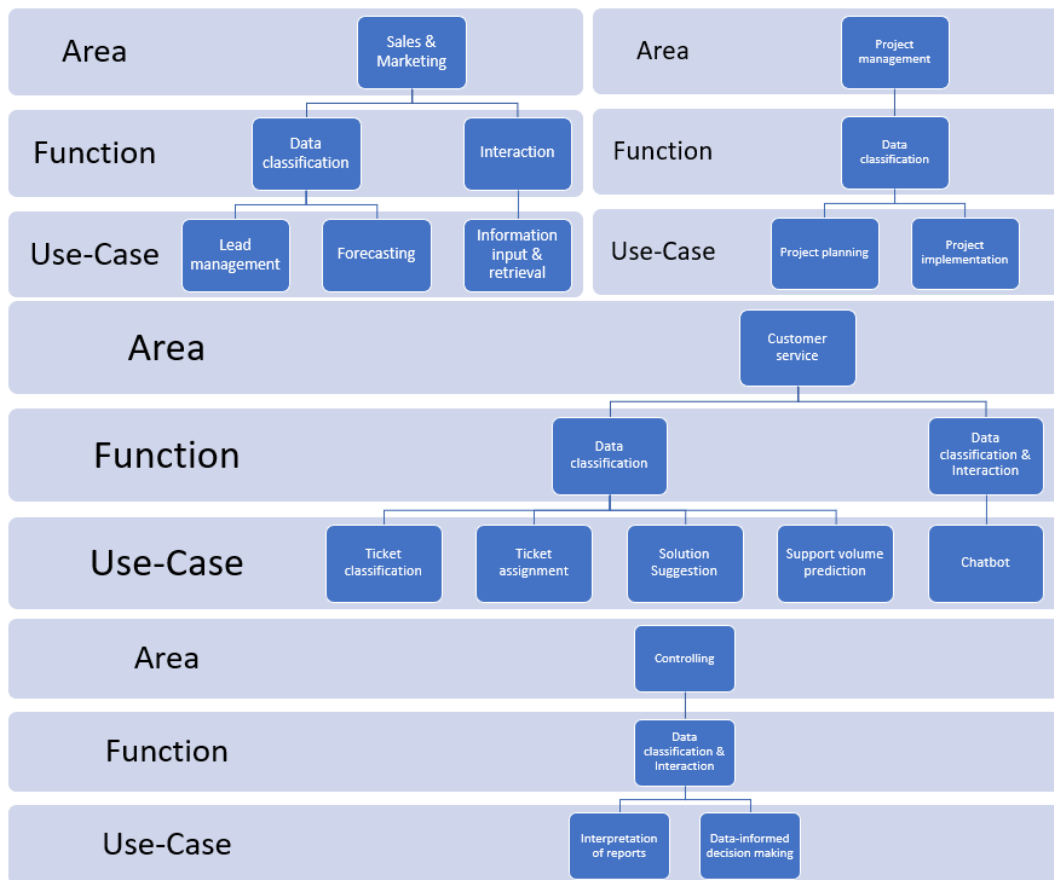 Area
Sales &
Marketing
Function
Data
classification
Interaction
Use-Case
Lead
management
Forecasting
Information
input &
retrieval
Area
Project
management
Function
Data
classification
Use-Case
Project planning
Project
implementation
Area
Customer
service
Function
Data
classification
Data
classification &
Interaction
Use-Case
Ticket
classification
Ticket
assignment
Solution
Suggestion
Support volume
prediction
Chatbot
Area
Controlling
Function
Data
classification &
Interaction
Use-Case
Interpretation
of reports
Data-informed
decision making